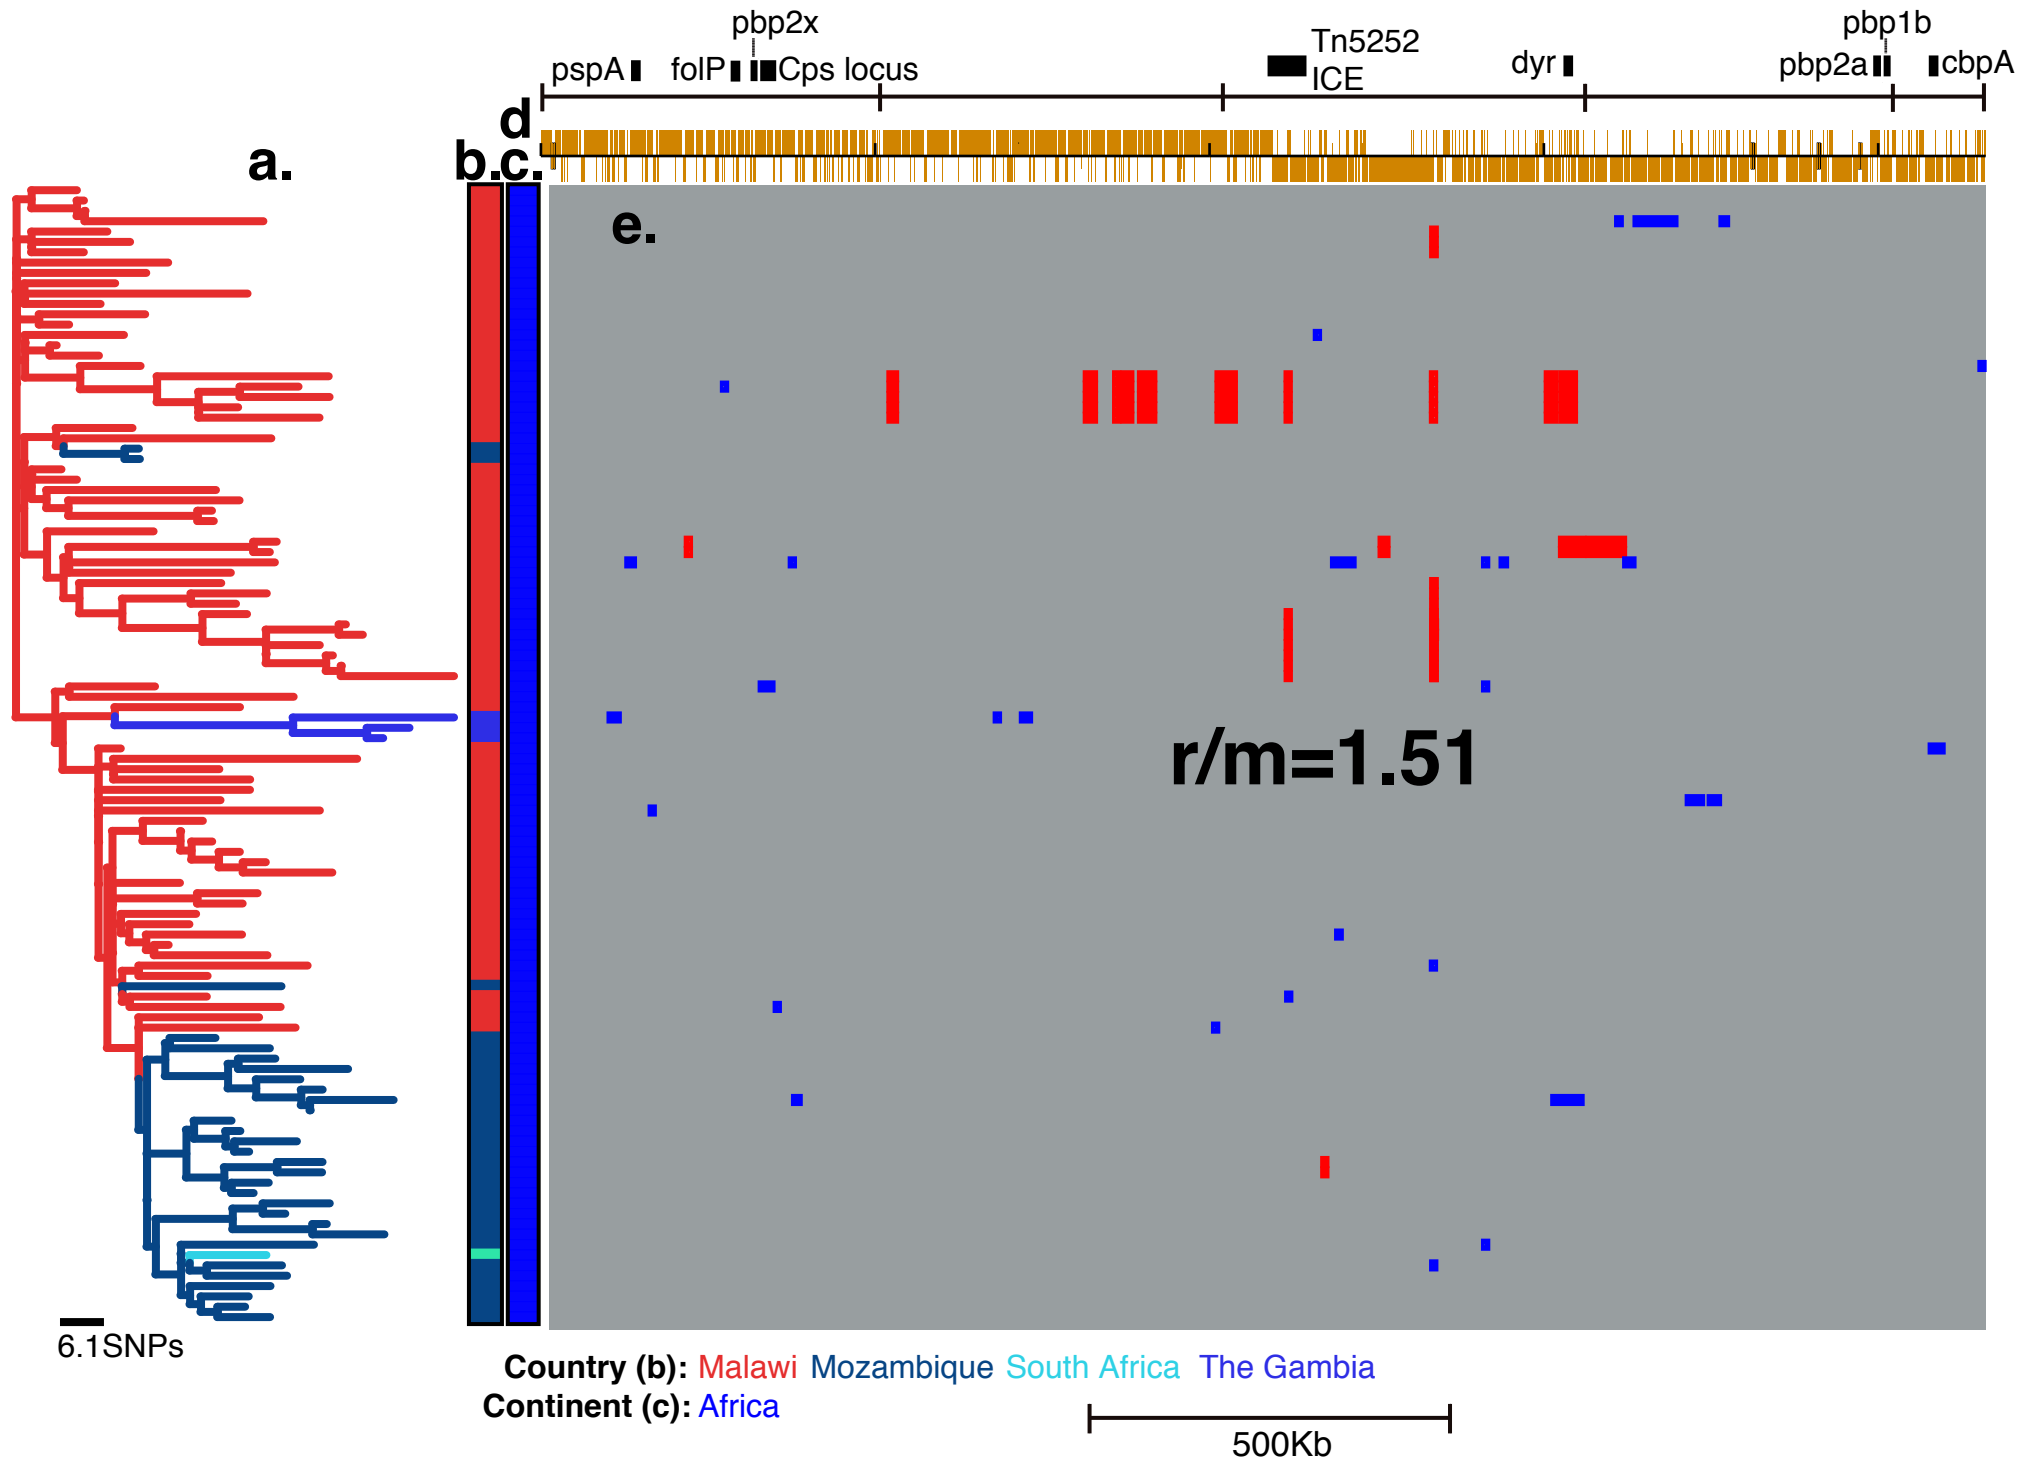 pbp2x
pbp1b
Tn5252
pspA folP Cps locus ICE dyr pbp2a cbpA
d
a. b. c.
e.
r/m=1.51
6.1SNPs
Country (b): Malawi Mozambique South Africa The Gambia
Continent (c): Africa
500Kb